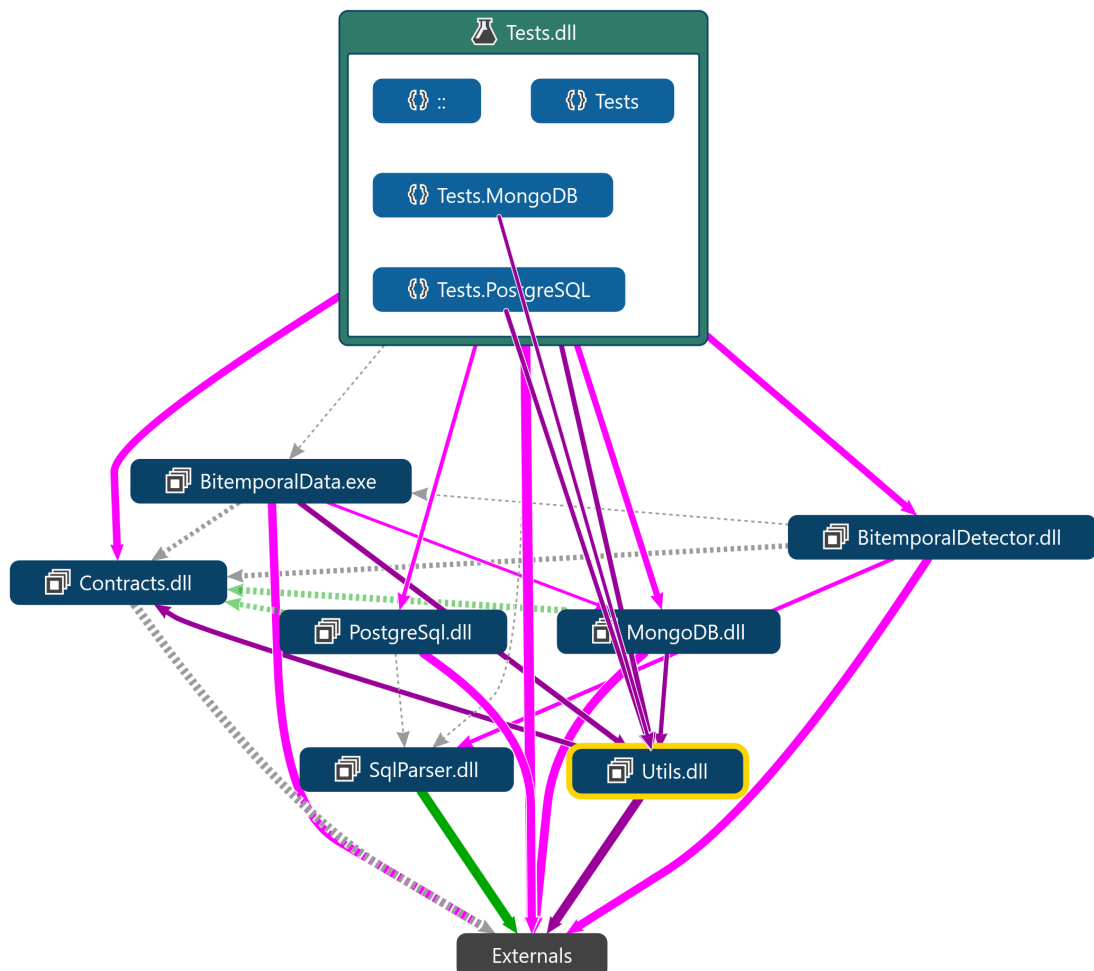 Tests.dll
::
Tests
Tests.MongoDB
Tests.PostgreSQL
BitemporalData.exe
BitemporalDetector.dll
Contracts.dll
PostgreSql.dll
MongoDB.dll
SqlParser.dll
Utils.dll
Externals